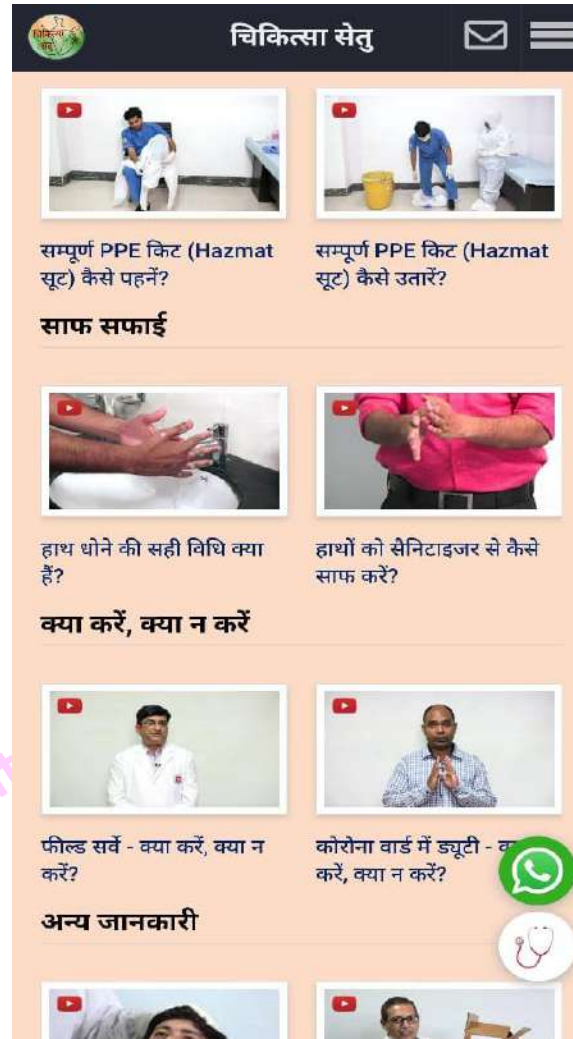 चिकित्सा सेतु
सम्पूर्ण PPE किट (Hazmat
सूट) कैसे पहनें?
सम्पूर्ण PPE किट (Hazmat
सूट) कैसे उतारें?
साफ सफाई
हाथ धोने की सही विधि क्या
हैं?
हाथों को सैनिटाइजर से कैसे
साफ करें?
क्या करें, क्या न करें
फील्ड सर्वे - क्या करें, क्या न
करें?
कोरोना वार्ड में ड्यूटी -
करें, क्या न करें?
अन्य जानकारी